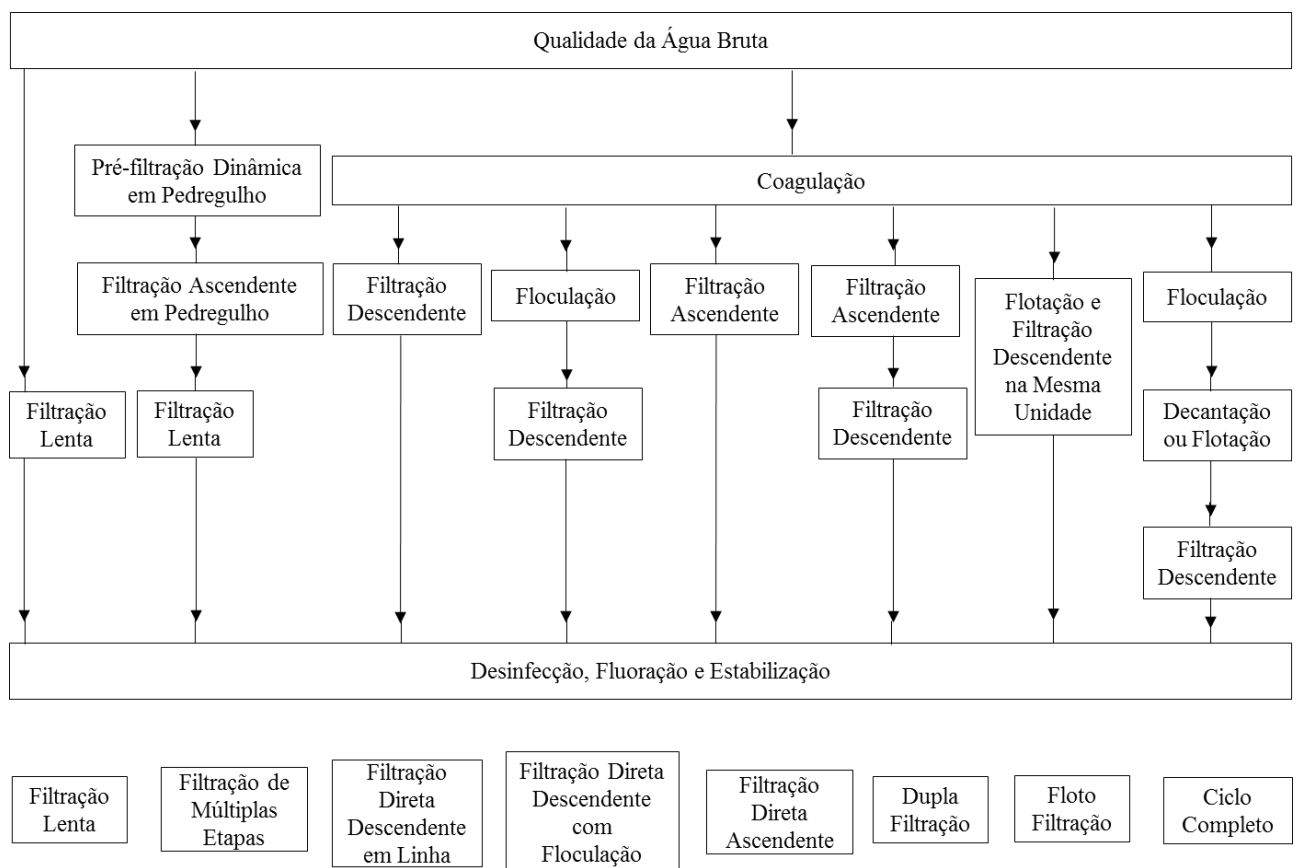 Qualidade da Água Bruta
Pré-filtração Dinâmica
em Pedregulho
Coagulação
Filtração Ascendente
em Pedregulho
Filtração
Descendente
Floculação
Filtração
Ascendente
Filtração
Ascendente
Flotação e
Filtração
Descendente
na Mesma
Unidade
Floculação
Filtração
Lenta
Filtração
Lenta
Filtração
Descendente
Filtração
Descendente
Decantação
ou Flotação
Filtração
Descendente
Desinfecção, Fluoração e Estabilização
Filtração
Lenta
Filtração de
Múltiplas
Etapas
Filtração
Direta
Descendente
em Linha
Filtração Direta
Descendente
com
Floculação
Filtração
Direta
Ascendente
Dupla
Filtração
Floto
Filtração
Ciclo
Completo